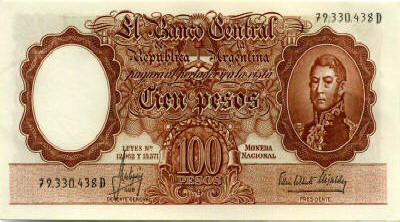 79.330.438 D
El Banco Central
de la
República Argentina
pagará al portador y a la vista
Cien pesos
LEYES Nº
12.962 Y 13.571
100
PESOS
MONEDA
NACIONAL
79.330.438 D
SUB
GERENTE GENERAL
PRESIDENTE